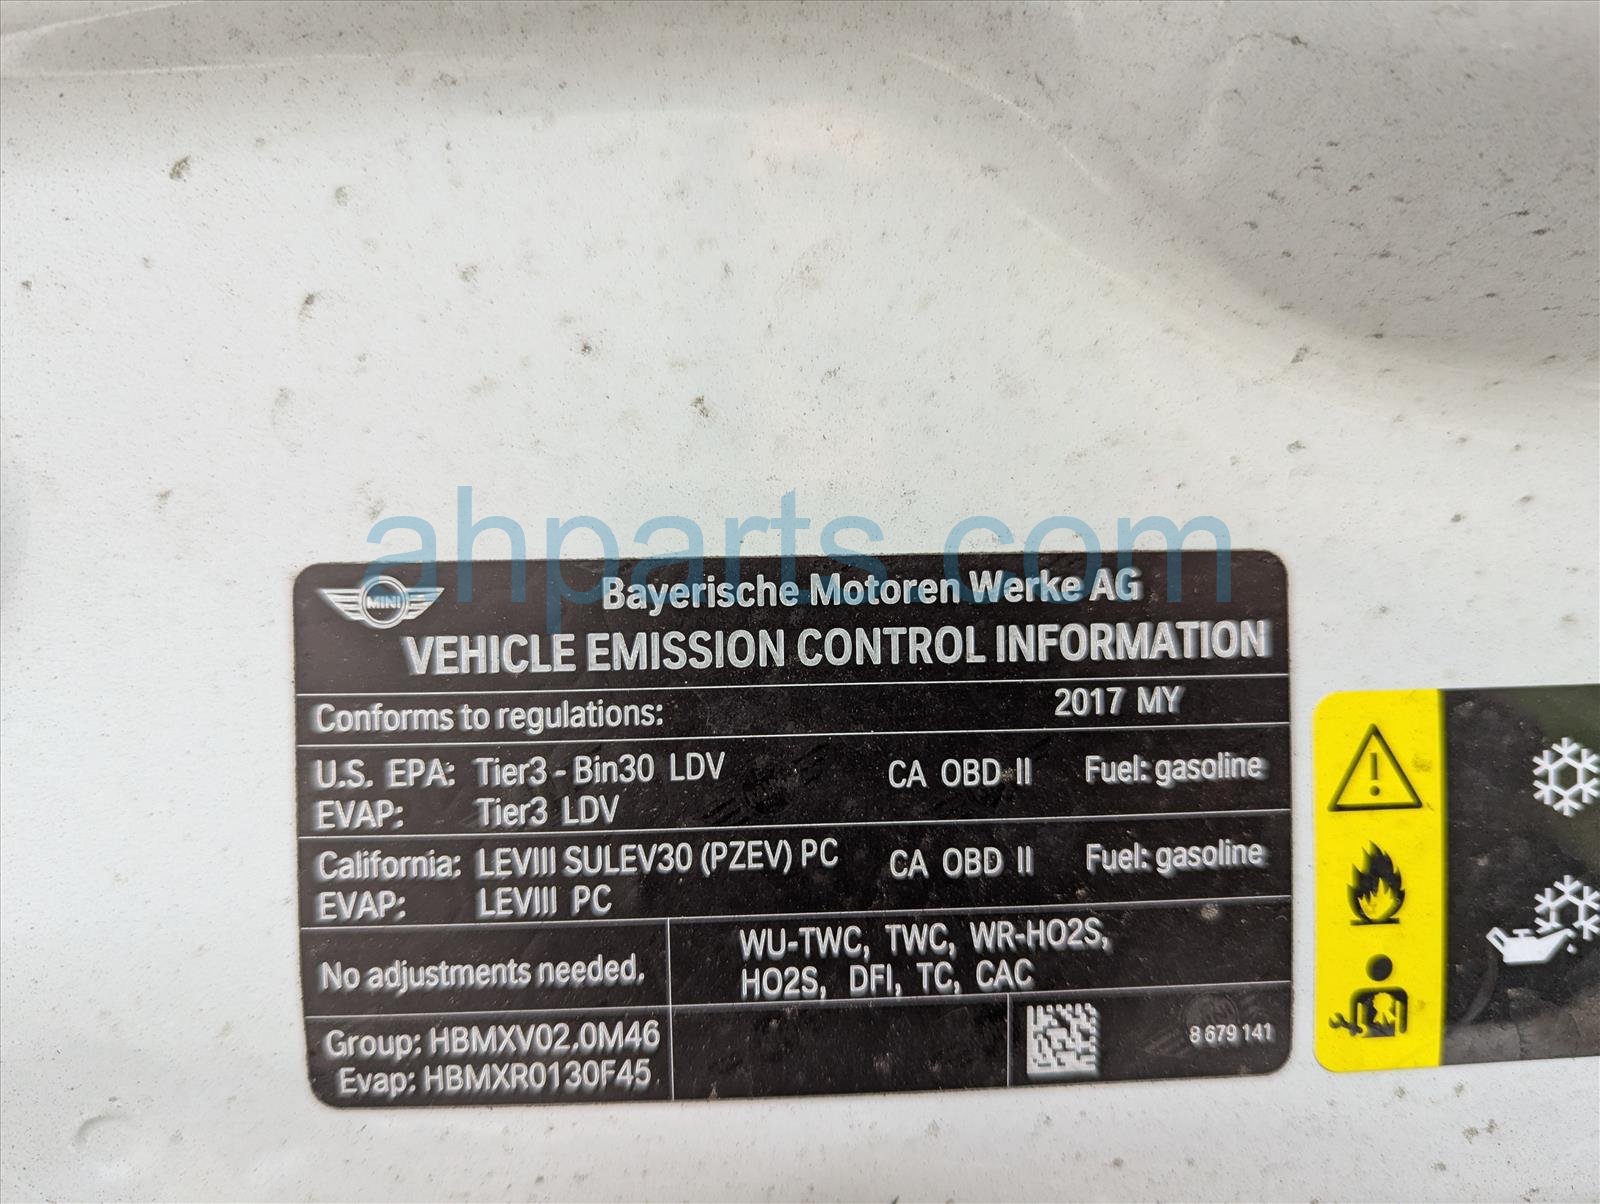 ahparts.com
MINI
Bayerische Motoren Werke AG
VEHICLE EMISSION CONTROL INFORMATION
Conforms to regulations: 2017 MY
U.S. EPA: Tier3 - Bin30 LDV CA OBD II Fuel: gasoline
EVAP: Tier3 LDV
California: LEVIII SULEV30 (PZEV) PC CA OBD II Fuel: gasoline
EVAP: LEVIII PC
No adjustments needed.
WU-TWC, TWC, WR-HO2S,
HO2S, DFI, TC, CAC
Group: HBMXV02.0M46
Evap: HBMXR0130F45
8 679 141